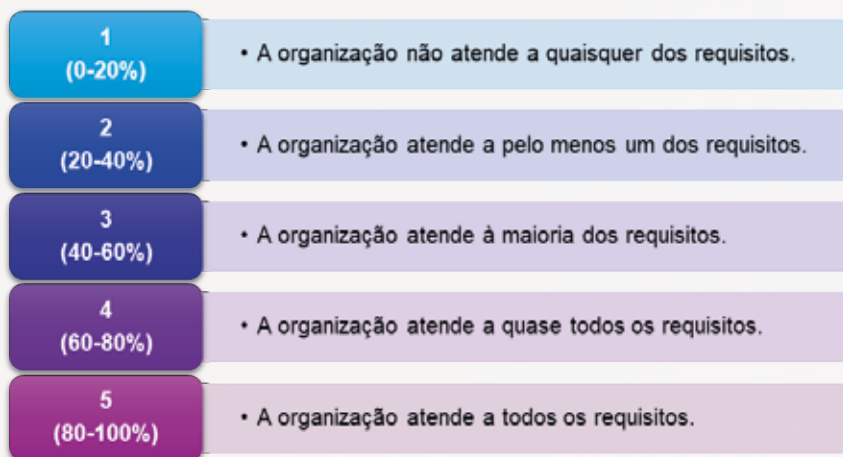 1
(0-20%)
• A organização não atende a quaisquer dos requisitos.
2
(20-40%)
• A organização atende a pelo menos um dos requisitos.
3
(40-60%)
• A organização atende à maioria dos requisitos.
4
(60-80%)
• A organização atende a quase todos os requisitos.
5
(80-100%)
• A organização atende a todos os requisitos.